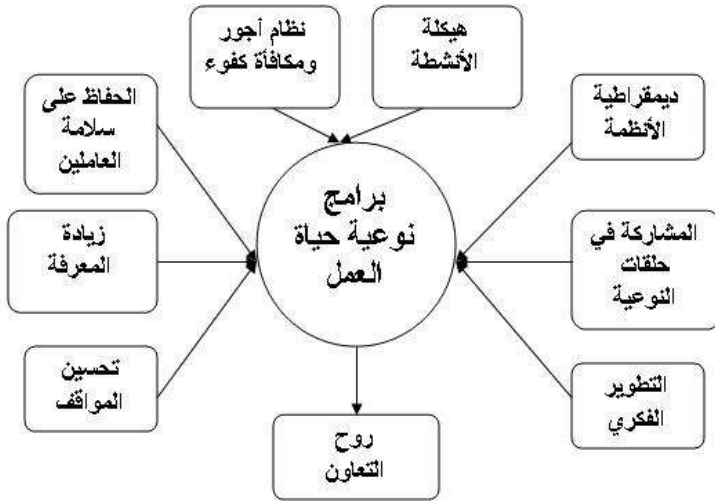 هيكلة
الأنشطة
نظام أجور
ومكافأة كفوء
ديمقراطية
الأنظمة
الحفاظ على
سلامة
العاملين
برامج
نوعية حياة
العمل
المشاركة في
حلقات
النوعية
زيادة
المعرفة
التطوير
الفكري
تحسين
المواقف
روح
التعاون